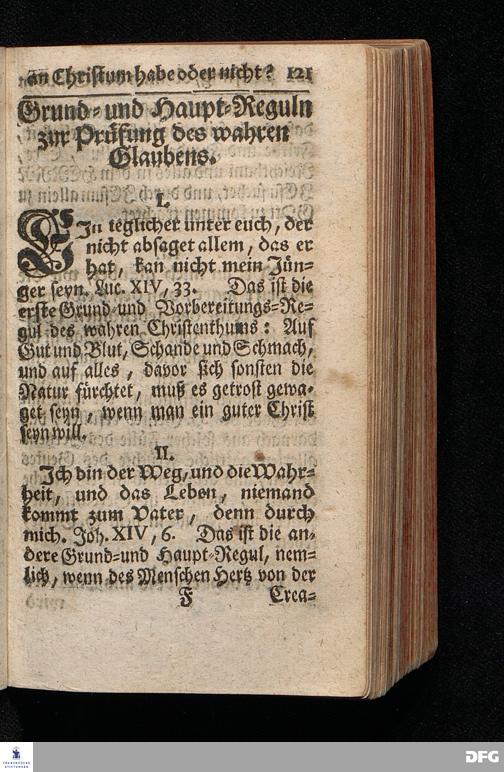 an Christum habe oder nicht? 121
Grund- und Haupt-Reguln
zur Prüfung des wahren
Glaubens.
I.
EIn teglicher unter euch, der
nicht absaget allem, das er
hat, kan nicht mein Jün-
ger seyn. Luc. XIV, 33. Das ist die
erste Grund- und Vorbereitungs-Re-
gul des wahren Christenthums: Auf
Gut und Blut, Schande und Schmach,
und auf alles, davor sich sonsten die
Natur fürchtet, muß es getrost gewa-
get seyn, wenn man ein guter Christ
seyn will.
II.
Ich bin der Weg, und die Wahr-
heit, und das Leben, niemand
kommt zum Vater, denn durch
mich. Joh. XIV, 6. Das ist die an-
dere Grund- und Haupt-Regul, nem-
lich, wenn des Menschen Hertz von der
F Crea-
FRANCKESCHE
STIFTUNGEN
DFG